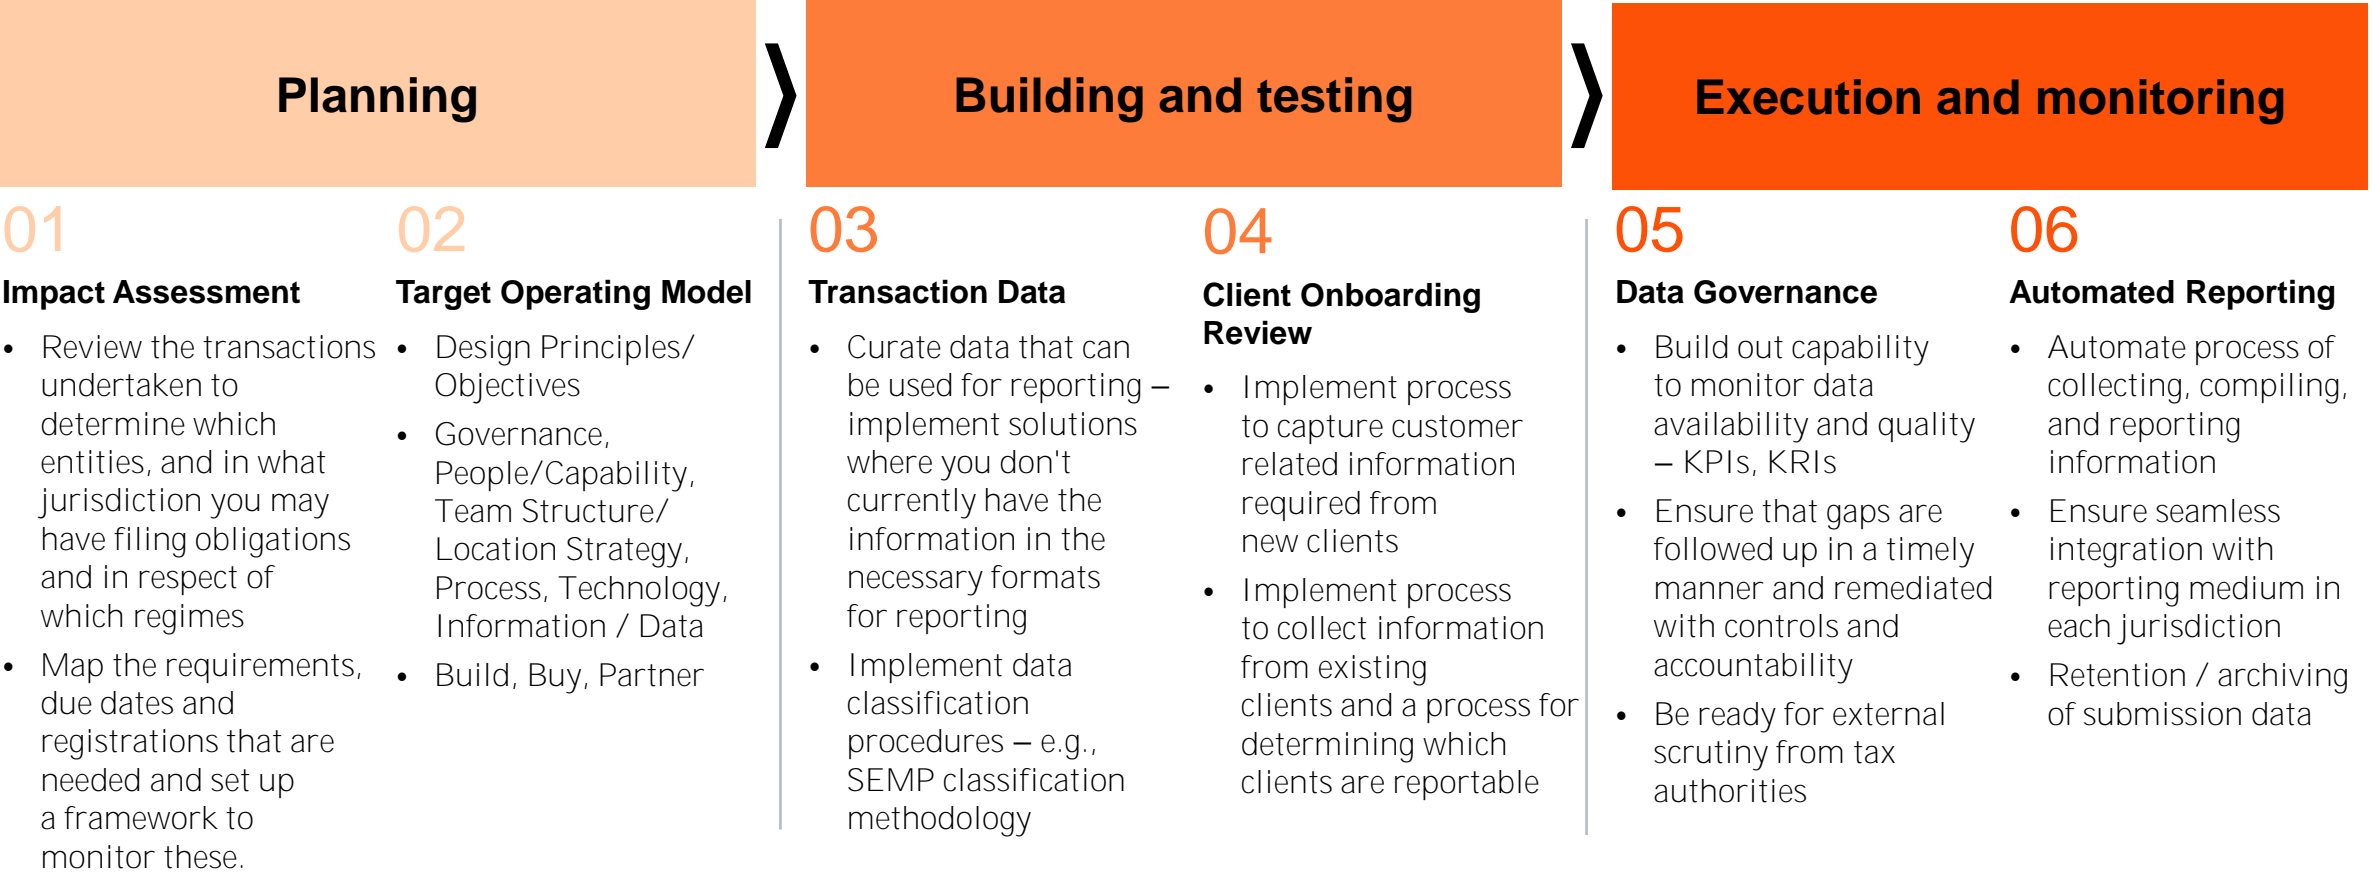 Planning
Building and testing
Execution and monitoring
01
Impact Assessment
• Review the transactions
undertaken to
determine which
entities, and in what
jurisdiction you may
have filing obligations
and in respect of
which regimes
• Map the requirements,
due dates and
registrations that are
needed and set up
a framework to
monitor these.
02
Target Operating Model
• Design Principles/
Objectives
• Governance,
People/Capability,
Team Structure/
Location Strategy,
Process, Technology,
Information / Data
• Build, Buy, Partner
03
Transaction Data
• Curate data that can
be used for reporting –
implement solutions
where you don't
currently have the
information in the
necessary formats
for reporting
• Implement data
classification
procedures – e.g.,
SEMP classification
methodology
04
Client Onboarding
Review
• Implement process
to capture customer
related information
required from
new clients
• Implement process
to collect information
from existing
clients and a process for
determining which
clients are reportable
05
Data Governance
• Build out capability
to monitor data
availability and quality
– KPIs, KRIs
• Ensure that gaps are
followed up in a timely
manner and remediated
with controls and
accountability
• Be ready for external
scrutiny from tax
authorities
06
Automated Reporting
• Automate process of
collecting, compiling,
and reporting
information
• Ensure seamless
integration with
reporting medium in
each jurisdiction
• Retention / archiving
of submission data